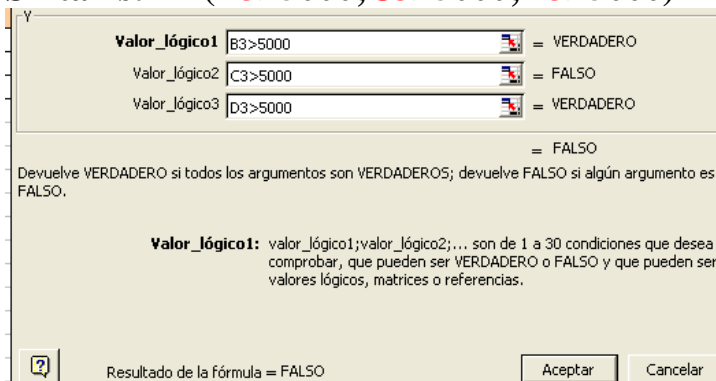 Y
Valor_lógico1 B3>5000 = VERDADERO
Valor_lógico2 C3>5000 = FALSO
Valor_lógico3 D3>5000 = VERDADERO
= FALSO
Devuelve VERDADERO si todos los argumentos son VERDADEROS; devuelve FALSO si algún argumento es
FALSO.
Valor_lógico1: valor_lógico1;valor_lógico2;... son de 1 a 30 condiciones que desea
comprobar, que pueden ser VERDADERO o FALSO y que pueden ser
valores lógicos, matrices o referencias.
Resultado de la fórmula = FALSO
Aceptar Cancelar